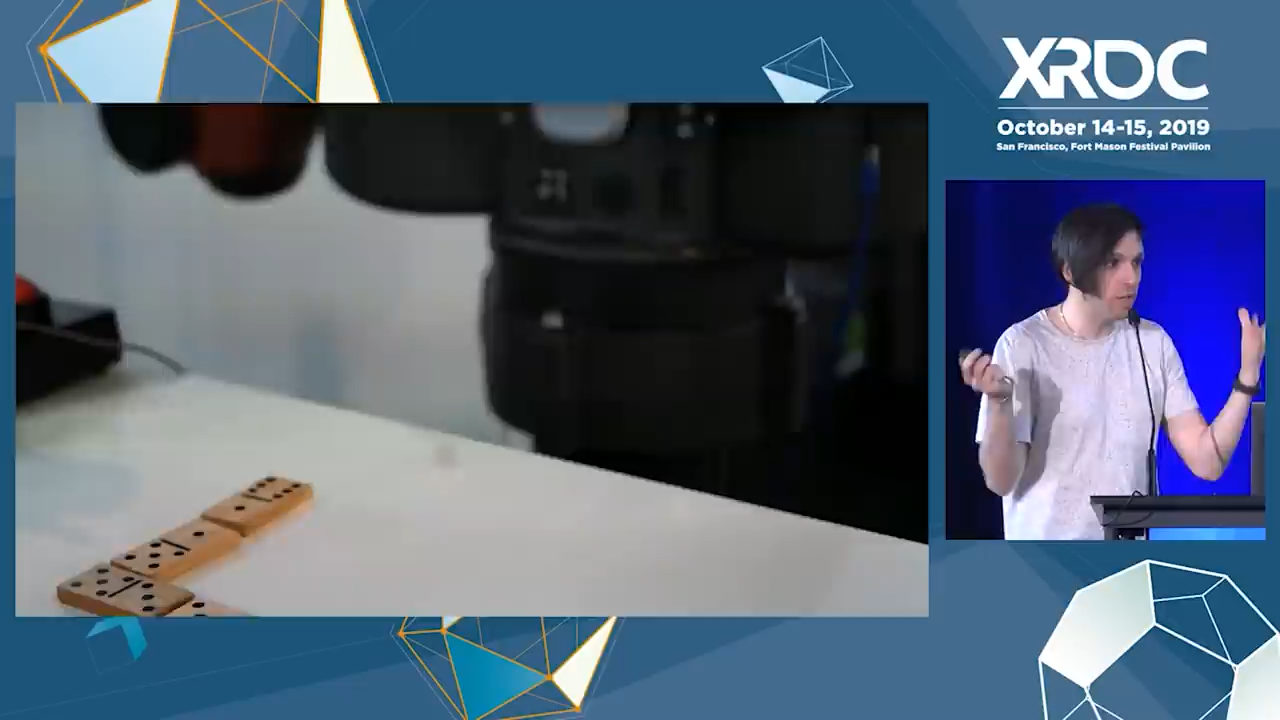 XRDC
October 14-15, 2019
San Francisco, Fort Mason Festival Pavilion